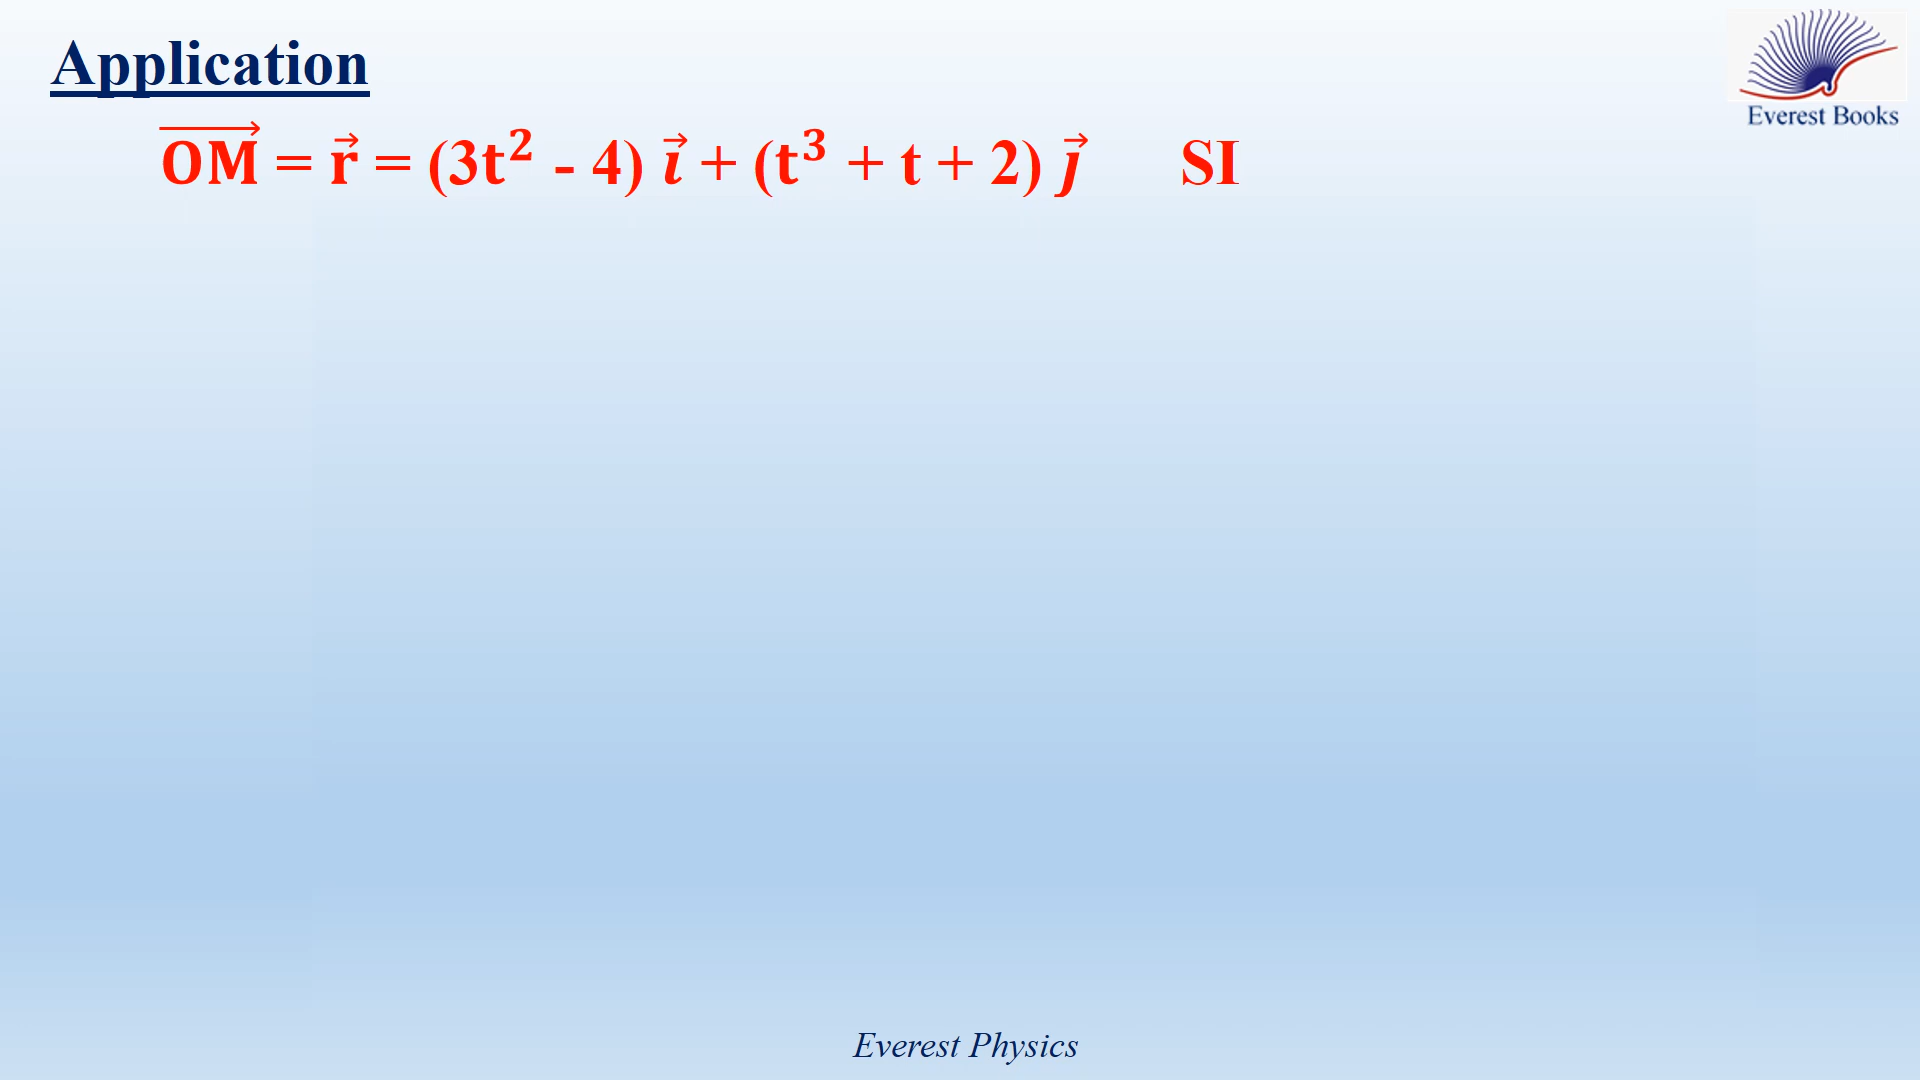 Application
Everest Books
OM⃗ = r⃗ = (3t² - 4) i⃗ + (t³ + t + 2) j⃗ SI
Everest Physics